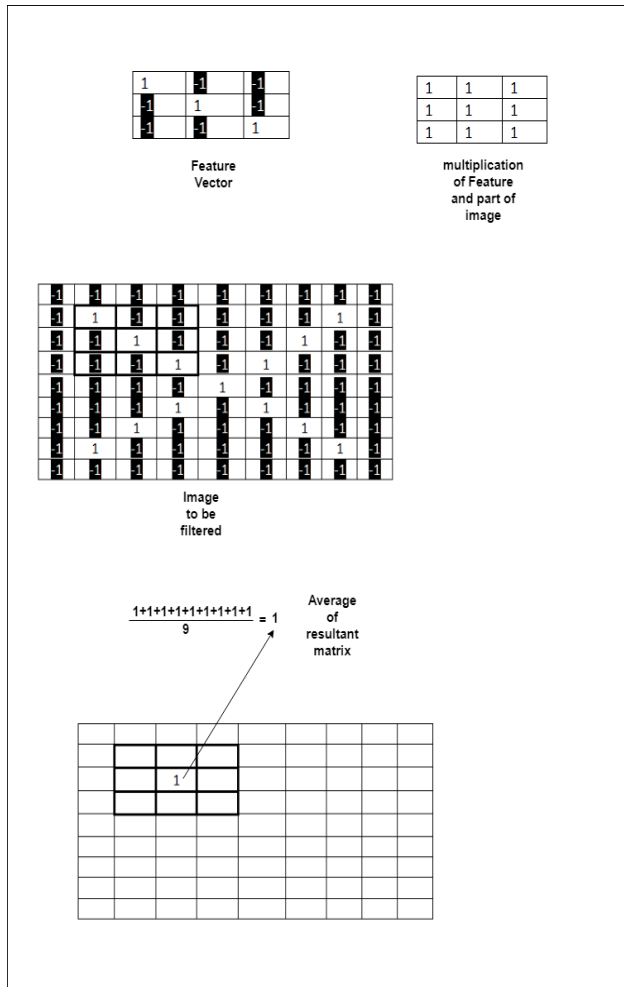 1 -1 -1
-1 1 -1
-1 -1 1
Feature
Vector
1 1 1
1 1 1
1 1 1
multiplication
of Feature
and part of
image
-1 -1 -1 -1 -1 -1 -1 -1 -1
-1 1 -1 -1 -1 -1 -1 1 -1
-1 -1 1 -1 -1 -1 1 -1 -1
-1 -1 -1 1 -1 1 -1 -1 -1
-1 -1 -1 -1 1 -1 -1 -1 -1
-1 -1 -1 1 -1 1 -1 -1 -1
-1 -1 1 -1 -1 -1 1 -1 -1
-1 1 -1 -1 -1 -1 -1 1 -1
-1 -1 -1 -1 -1 -1 -1 -1 -1
Image
to be
filtered
1+1+1+1+1+1+1+1+1
9
= 1
Average
of
resultant
matrix
1